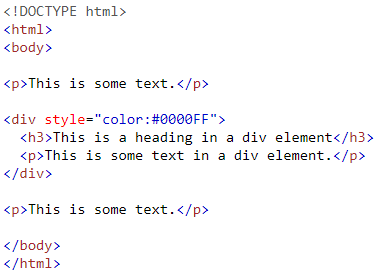 <!DOCTYPE html>
<html>
<body>
<p>This is some text.</p>
<div style="color:#0000FF">
<h3>This is a heading in a div element</h3>
<p>This is some text in a div element.</p>
</div>
<p>This is some text.</p>
</body>
</html>